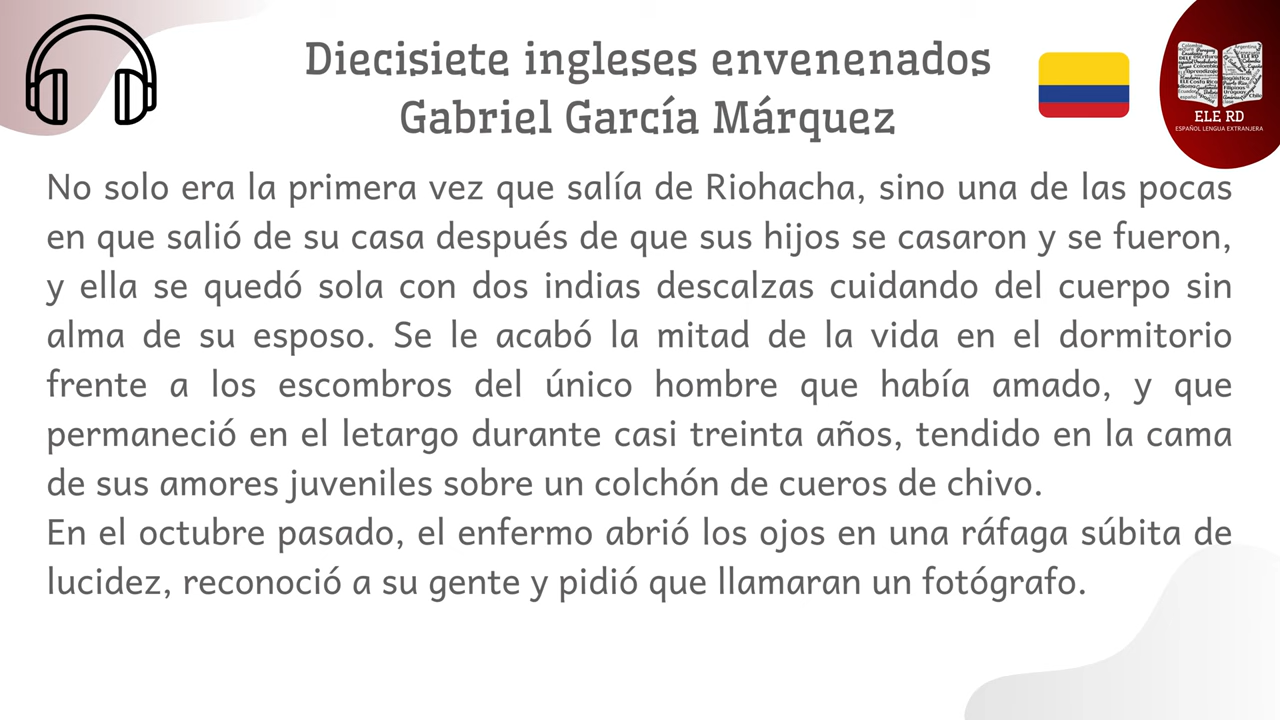 Diecisiete ingleses envenenados
Gabriel García Márquez
ELE RD
ESPAÑOL LENGUA EXTRANJERA
No solo era la primera vez que salía de Riohacha, sino una de las pocas
en que salió de su casa después de que sus hijos se casaron y se fueron,
y ella se quedó sola con dos indias descalzas cuidando del cuerpo sin
alma de su esposo. Se le acabó la mitad de la vida en el dormitorio
frente a los escombros del único hombre que había amado, y que
permaneció en el letargo durante casi treinta años, tendido en la cama
de sus amores juveniles sobre un colchón de cueros de chivo.
En el octubre pasado, el enfermo abrió los ojos en una ráfaga súbita de
lucidez, reconoció a su gente y pidió que llamaran un fotógrafo.